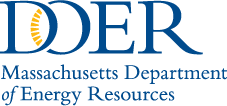 DOER
Massachusetts Department
of Energy Resources